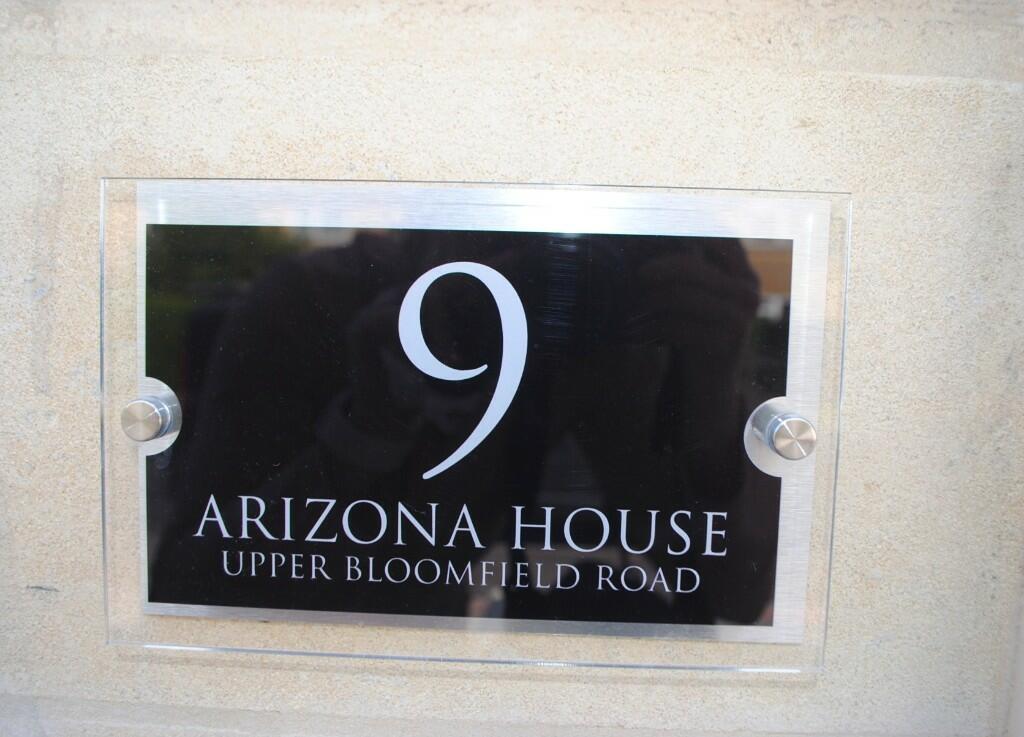 9
ARIZONA HOUSE
UPPER BLOOMFIELD ROAD